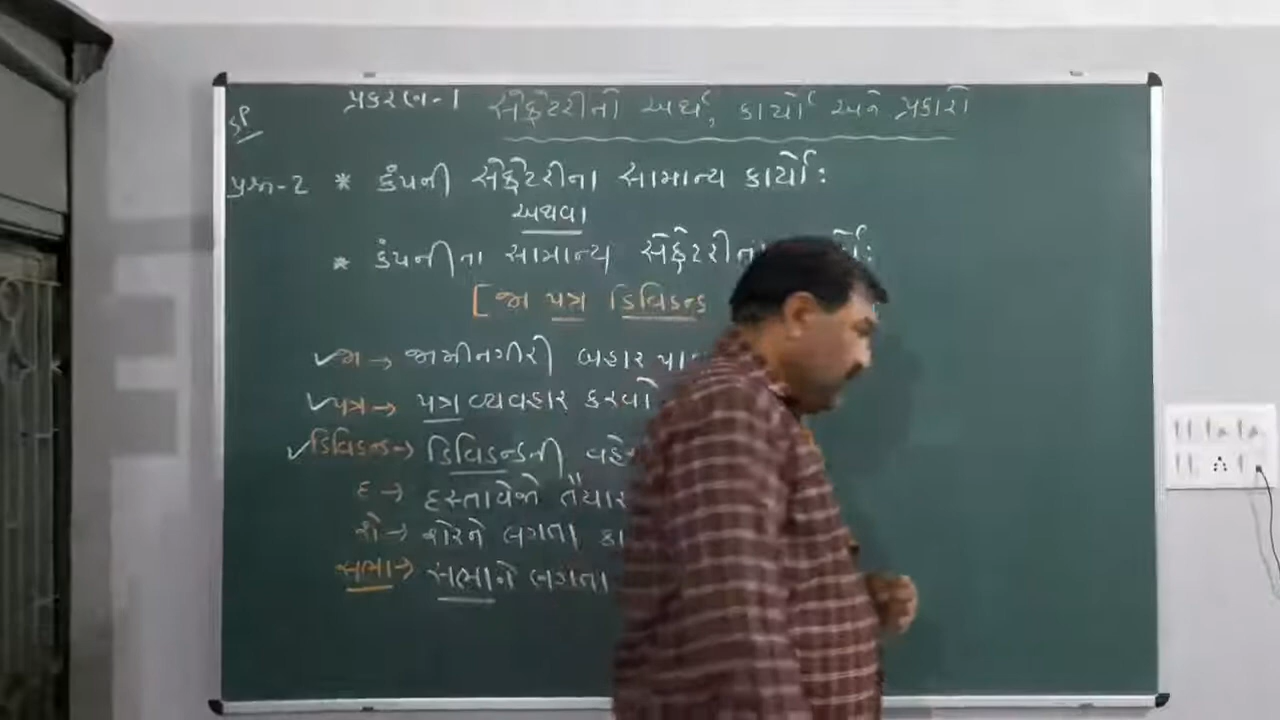 પ્રકરણ-1 સેક્રેટરીનો અર્થ, કાર્યો અને પ્રકારો
પ્રશ્ન-2 * કંપની સેક્રેટરીના સામાન્ય કાર્યો:
અથવા
* કંપનીના સામાન્ય સેક્રેટરીના
[જા પત્ર ડિવિડન્ડ
જા → જામીનગીરી બહાર
પત્ર → પત્રવ્યવહાર કરવો
ડિવિડન્ડ → ડિવિડન્ડની
દ → દસ્તાવેજો તૈયાર
શે → શેરને લગતા
સભા → સભાને લગતા